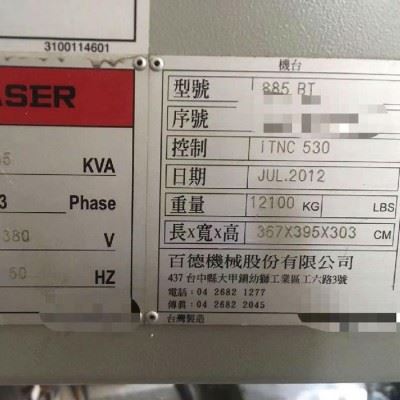 3100114601
ASER
5 KVA
3 Phase
380 V
50 HZ
機台
型號 885 BT
序號
控制 iTNC 530
日期 JUL.2012
重量 12100 KG LBS
長x寬x高 367X395X303 CM
百德機械股份有限公司
437 台中縣大甲鎮幼獅工業區工六路3號
電話：04 2682 1277
傳真：04 2682 2045
台灣製造